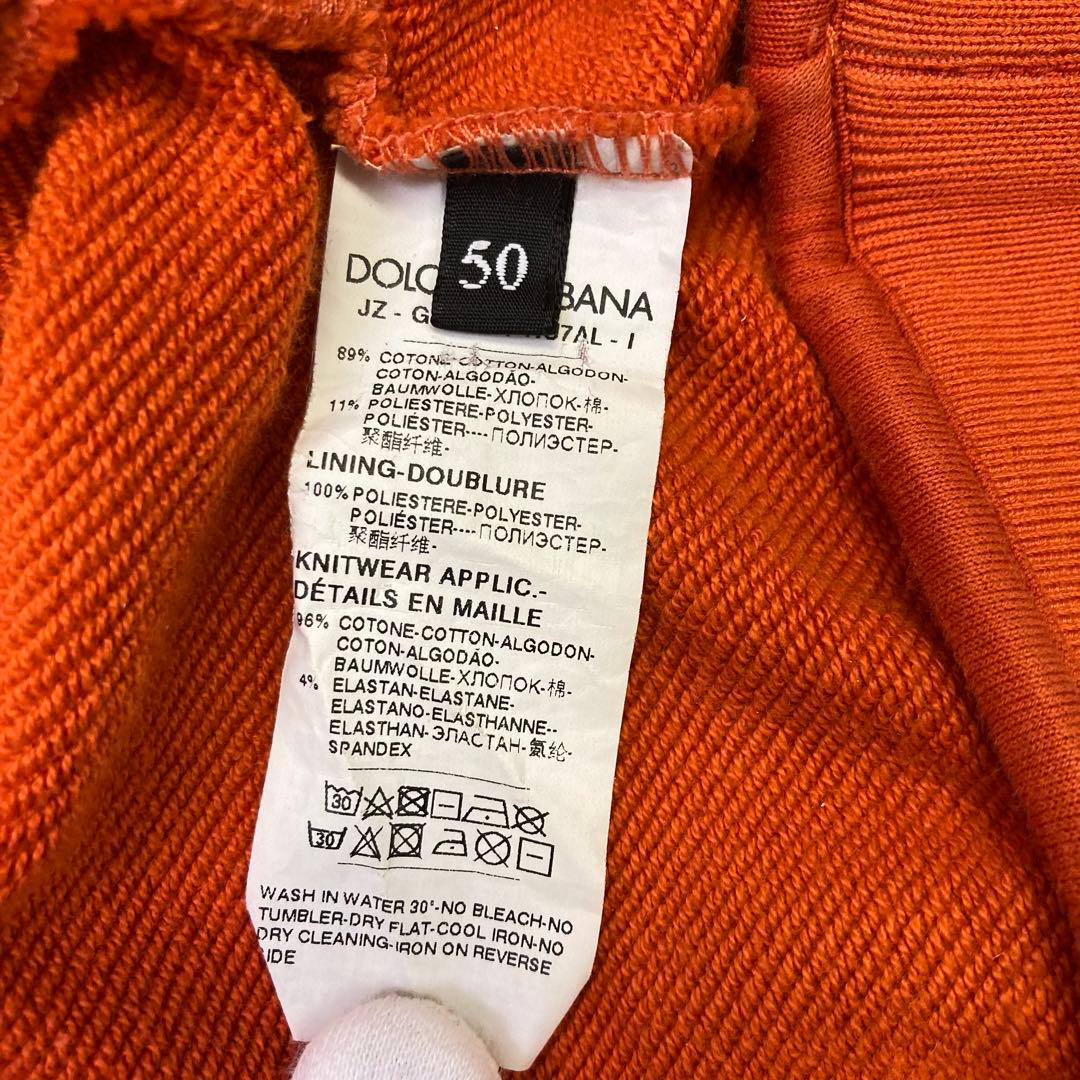 50
DOLC BANA
JZ - G 7AL - I
89% COTONE-COTTON-ALGODON-
COTON-ALGODÃO-
BAUMWOLLE-ХЛОПОК-棉-
11% POLIESTERE-POLYESTER-
POLIÉSTER----ПОЛИЭСТЕР-
聚酯纤维-
LINING-DOUBLURE
100% POLIESTERE-POLYESTER-
POLIÉSTER----ПОЛИЭСТЕР-
聚酯纤维-
KNITWEAR APPLIC.-
DÉTAILS EN MAILLE
96% COTONE-COTTON-ALGODON-
COTON-ALGODÃO-
BAUMWOLLE-ХЛОПОК-棉-
4% ELASTAN-ELASTANE-
ELASTANO-ELASTHANNE--
ELASTHAN-ЭЛАСТАН-氨纶-
SPANDEX
30
30
WASH IN WATER 30°-NO BLEACH-NO
TUMBLER-DRY FLAT-COOL IRON-NO
DRY CLEANING-IRON ON REVERSE
IDE